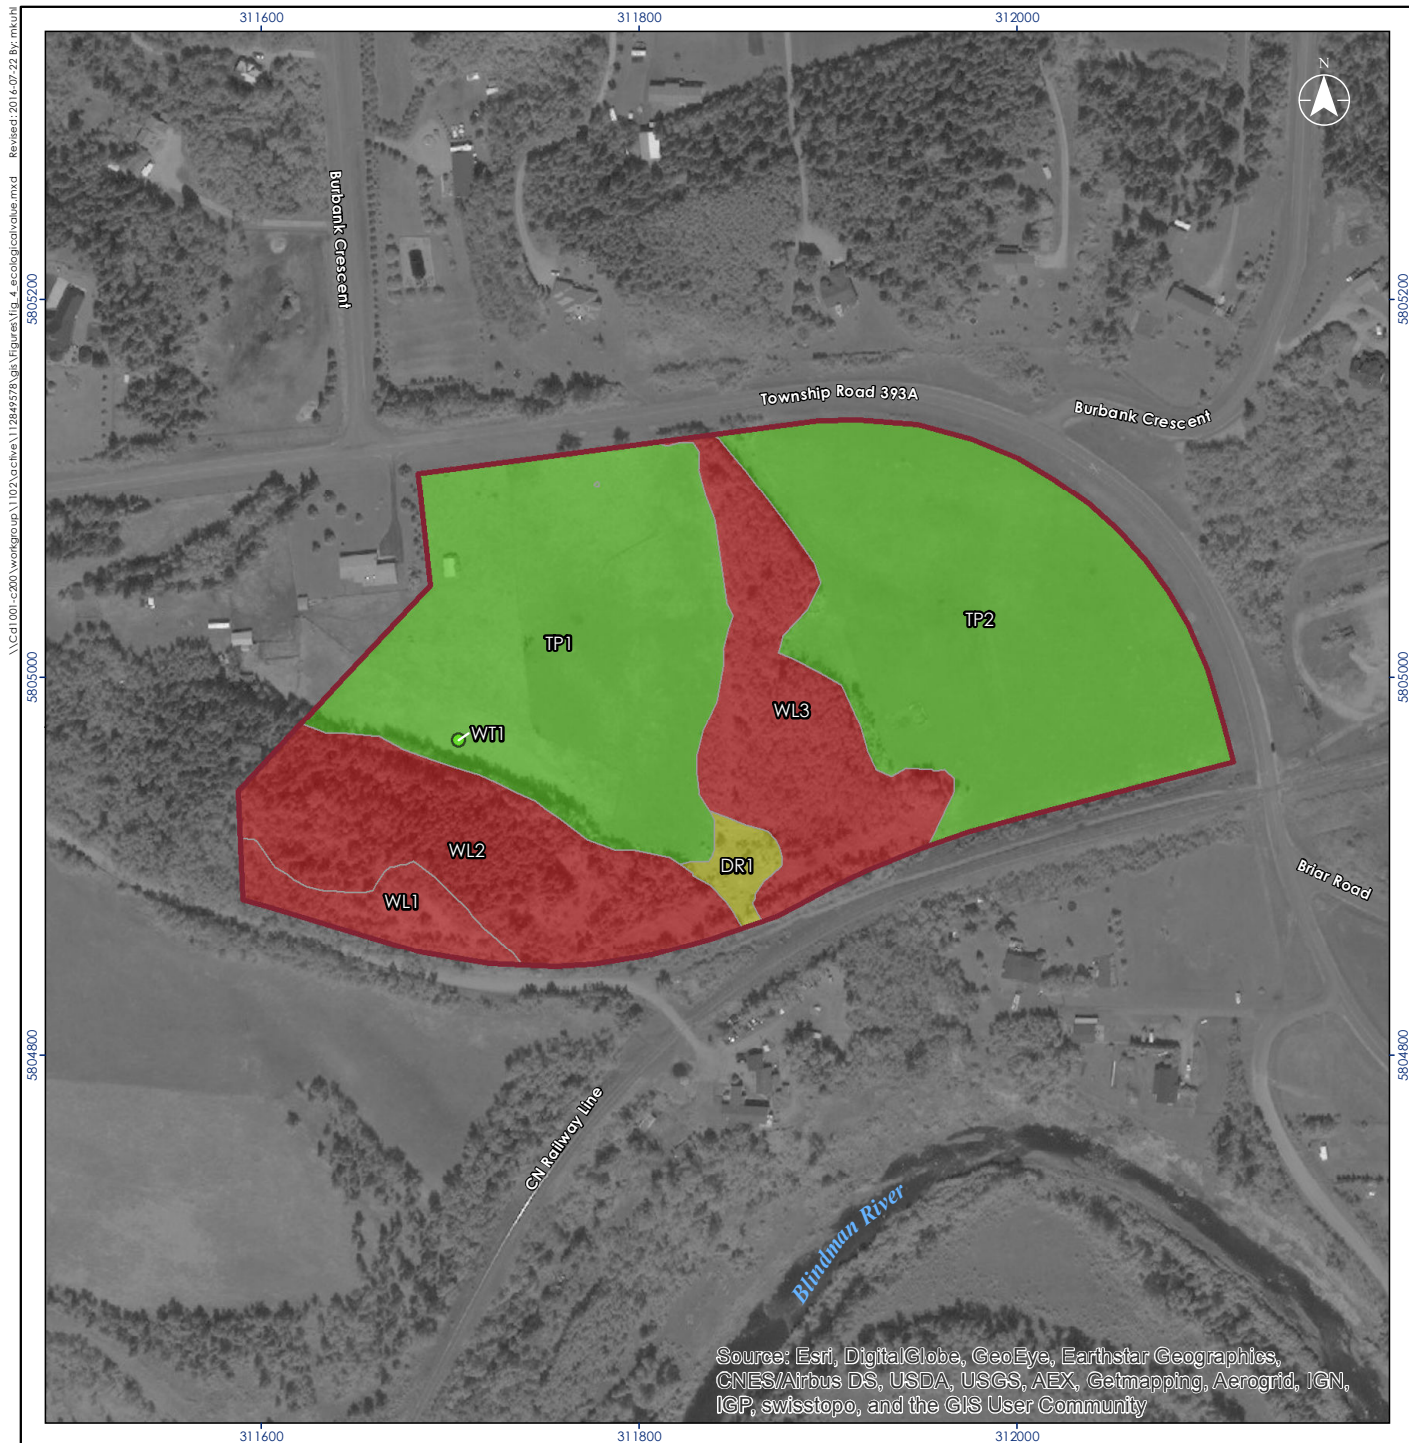 311600
311800
312000
\\Cd1001-c200\workgroup\1102\active\112849578\gis\Figures\fig_4_ecologicalvalue.mxd Revised: 2016-07-22 By: mkuhl
N
Burbank Crescent
5805200
5805200
Township Road 393A
Burbank Crescent
TP1
TP2
5805000
5805000
WL3
WT1
WL2
DR1
WL1
Briar Road
5804800
5804800
CN Railway Line
Blindman River
Source: Esri, DigitalGlobe, GeoEye, Earthstar Geographics,
CNES/Airbus DS, USDA, USGS, AEX, Getmapping, Aerogrid, IGN,
IGP, swisstopo, and the GIS User Community
311600
311800
312000